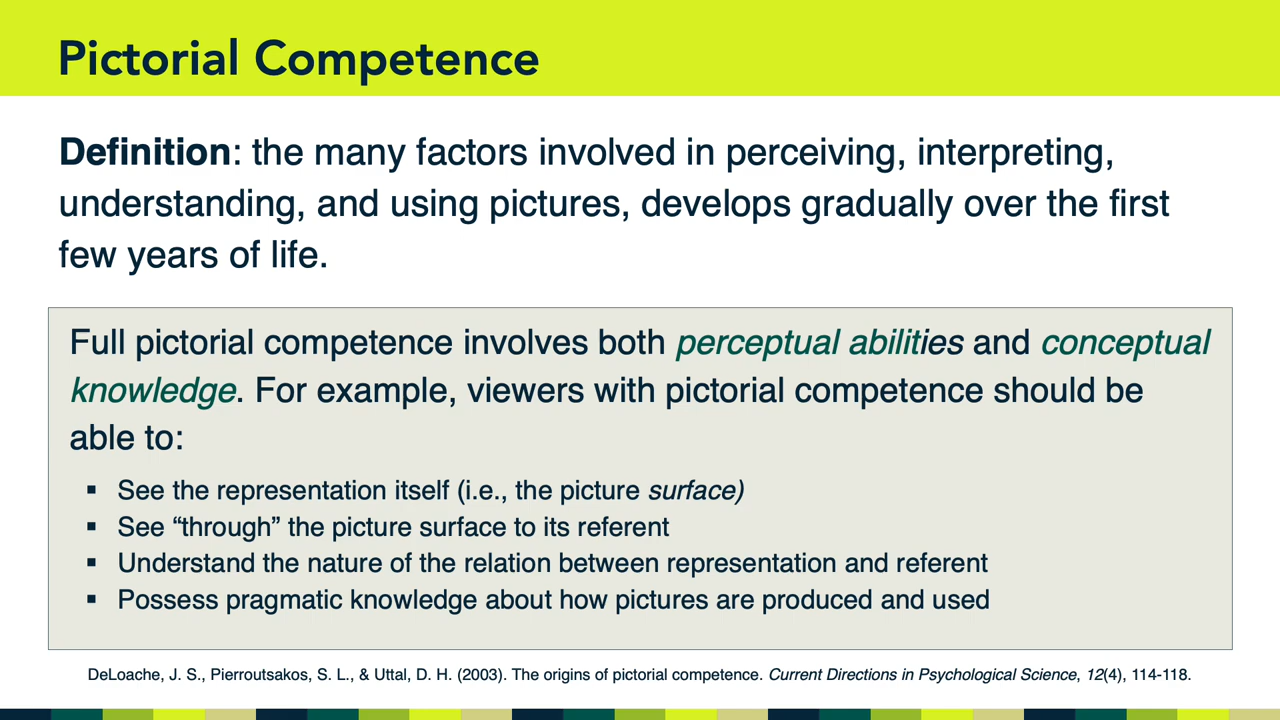 Pictorial Competence
Definition: the many factors involved in perceiving, interpreting,
understanding, and using pictures, develops gradually over the first
few years of life.
Full pictorial competence involves both perceptual abilities and conceptual
knowledge. For example, viewers with pictorial competence should be
able to:
▪ See the representation itself (i.e., the picture surface)
▪ See “through” the picture surface to its referent
▪ Understand the nature of the relation between representation and referent
▪ Possess pragmatic knowledge about how pictures are produced and used
DeLoache, J. S., Pierroutsakos, S. L., & Uttal, D. H. (2003). The origins of pictorial competence. Current Directions in Psychological Science, 12(4), 114-118.